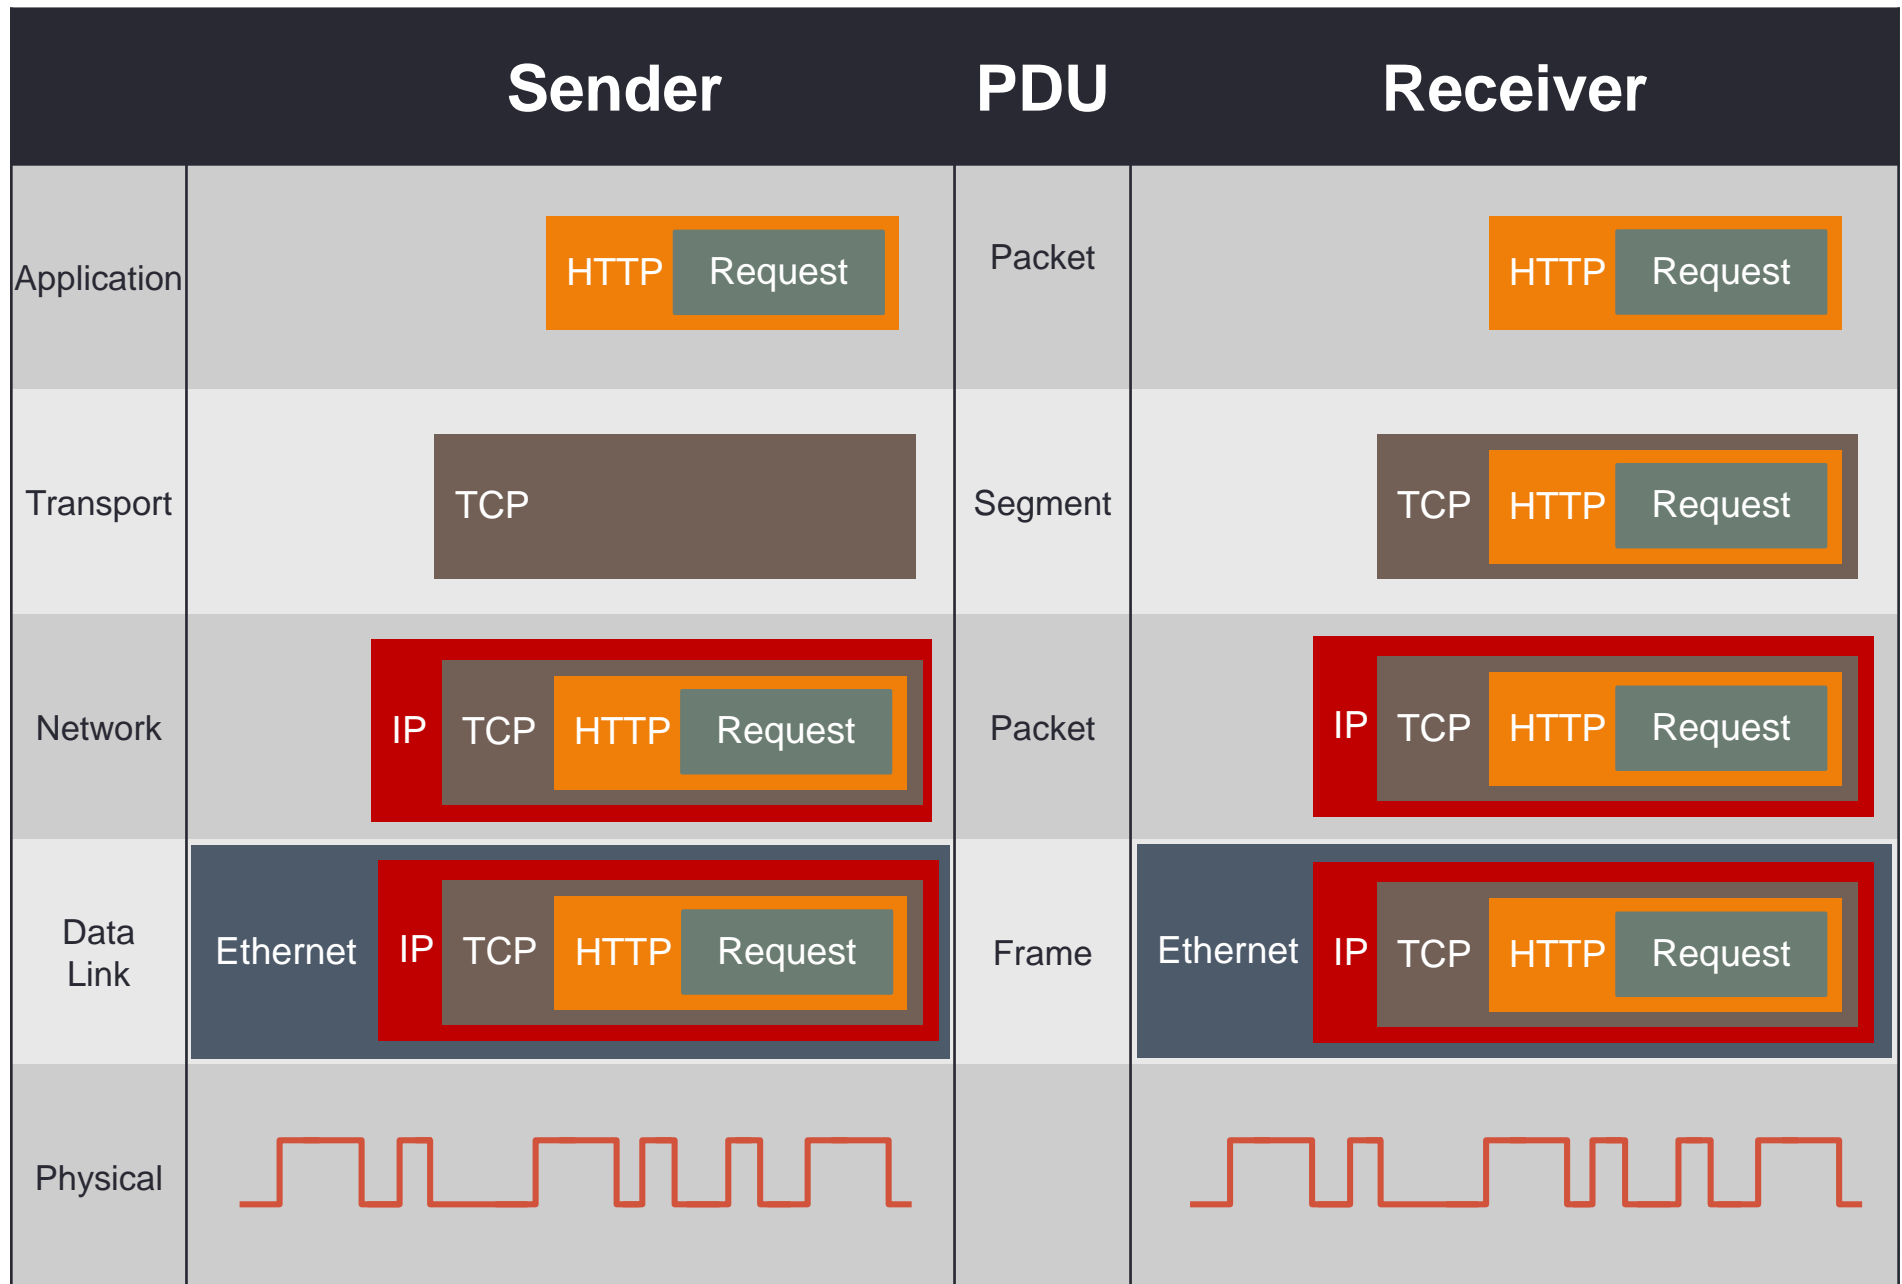 Sender PDU Receiver
Application HTTP Request Packet HTTP Request
Transport TCP Segment TCP HTTP Request
Network IP TCP HTTP Request Packet IP TCP HTTP Request
Data
Link Ethernet IP TCP HTTP Request Frame Ethernet IP TCP HTTP Request
Physical